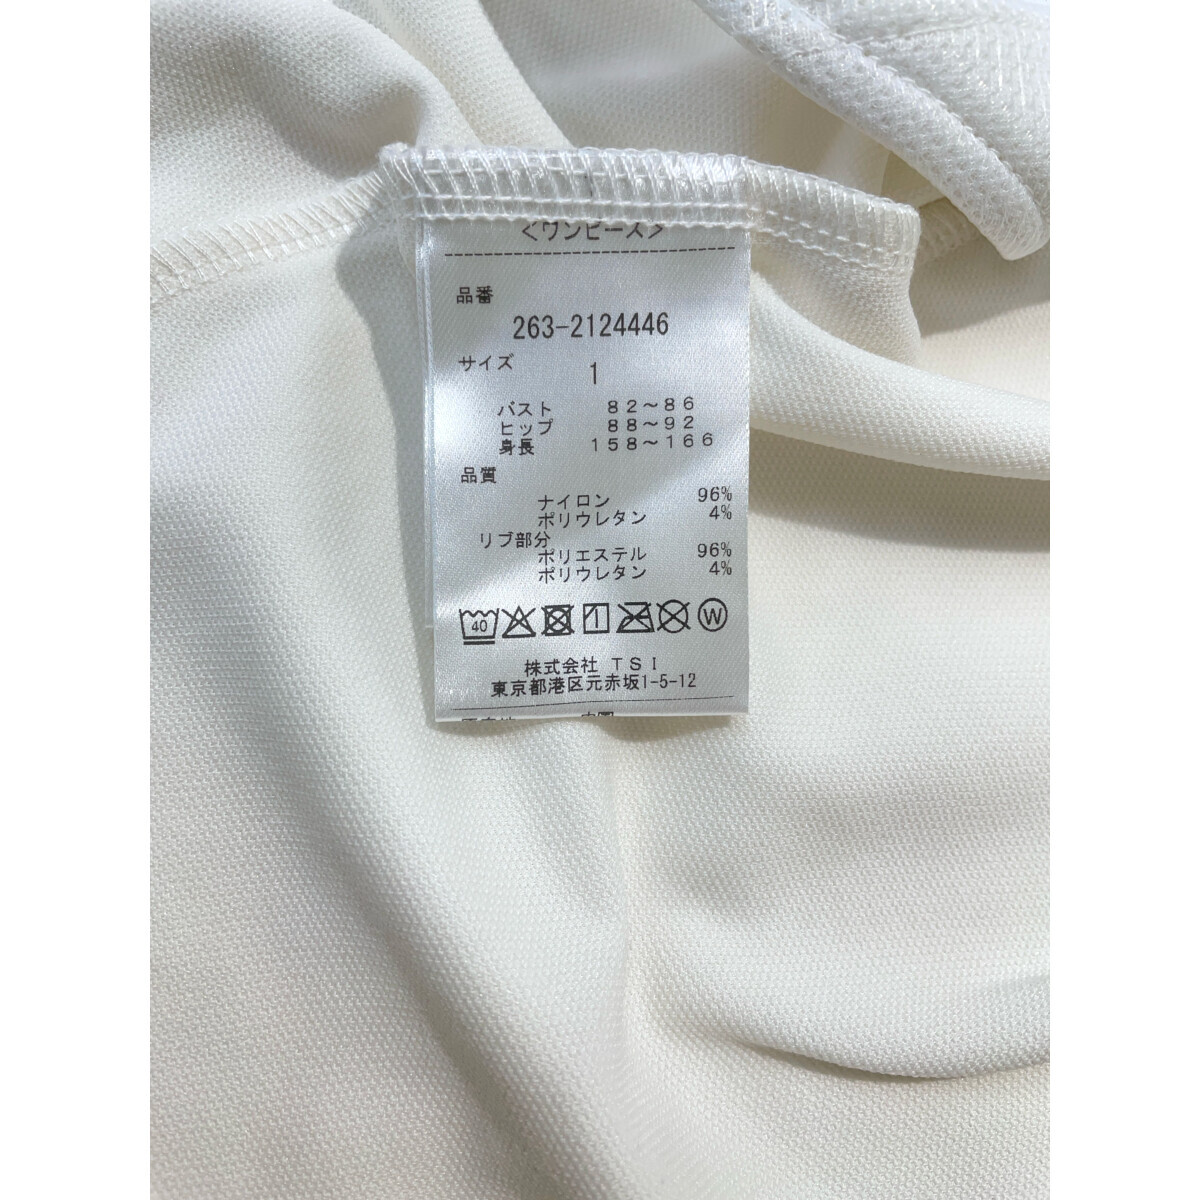 <ワンピース>
品番
263-2124446
サイズ
1
バスト 82～86
ヒップ 88～92
身長 158～166
品質
ナイロン 96%
ポリウレタン 4%
リブ部分
ポリエステル 96%
ポリウレタン 4%
40 W
株式会社 TSI
東京都港区元赤坂1-5-12